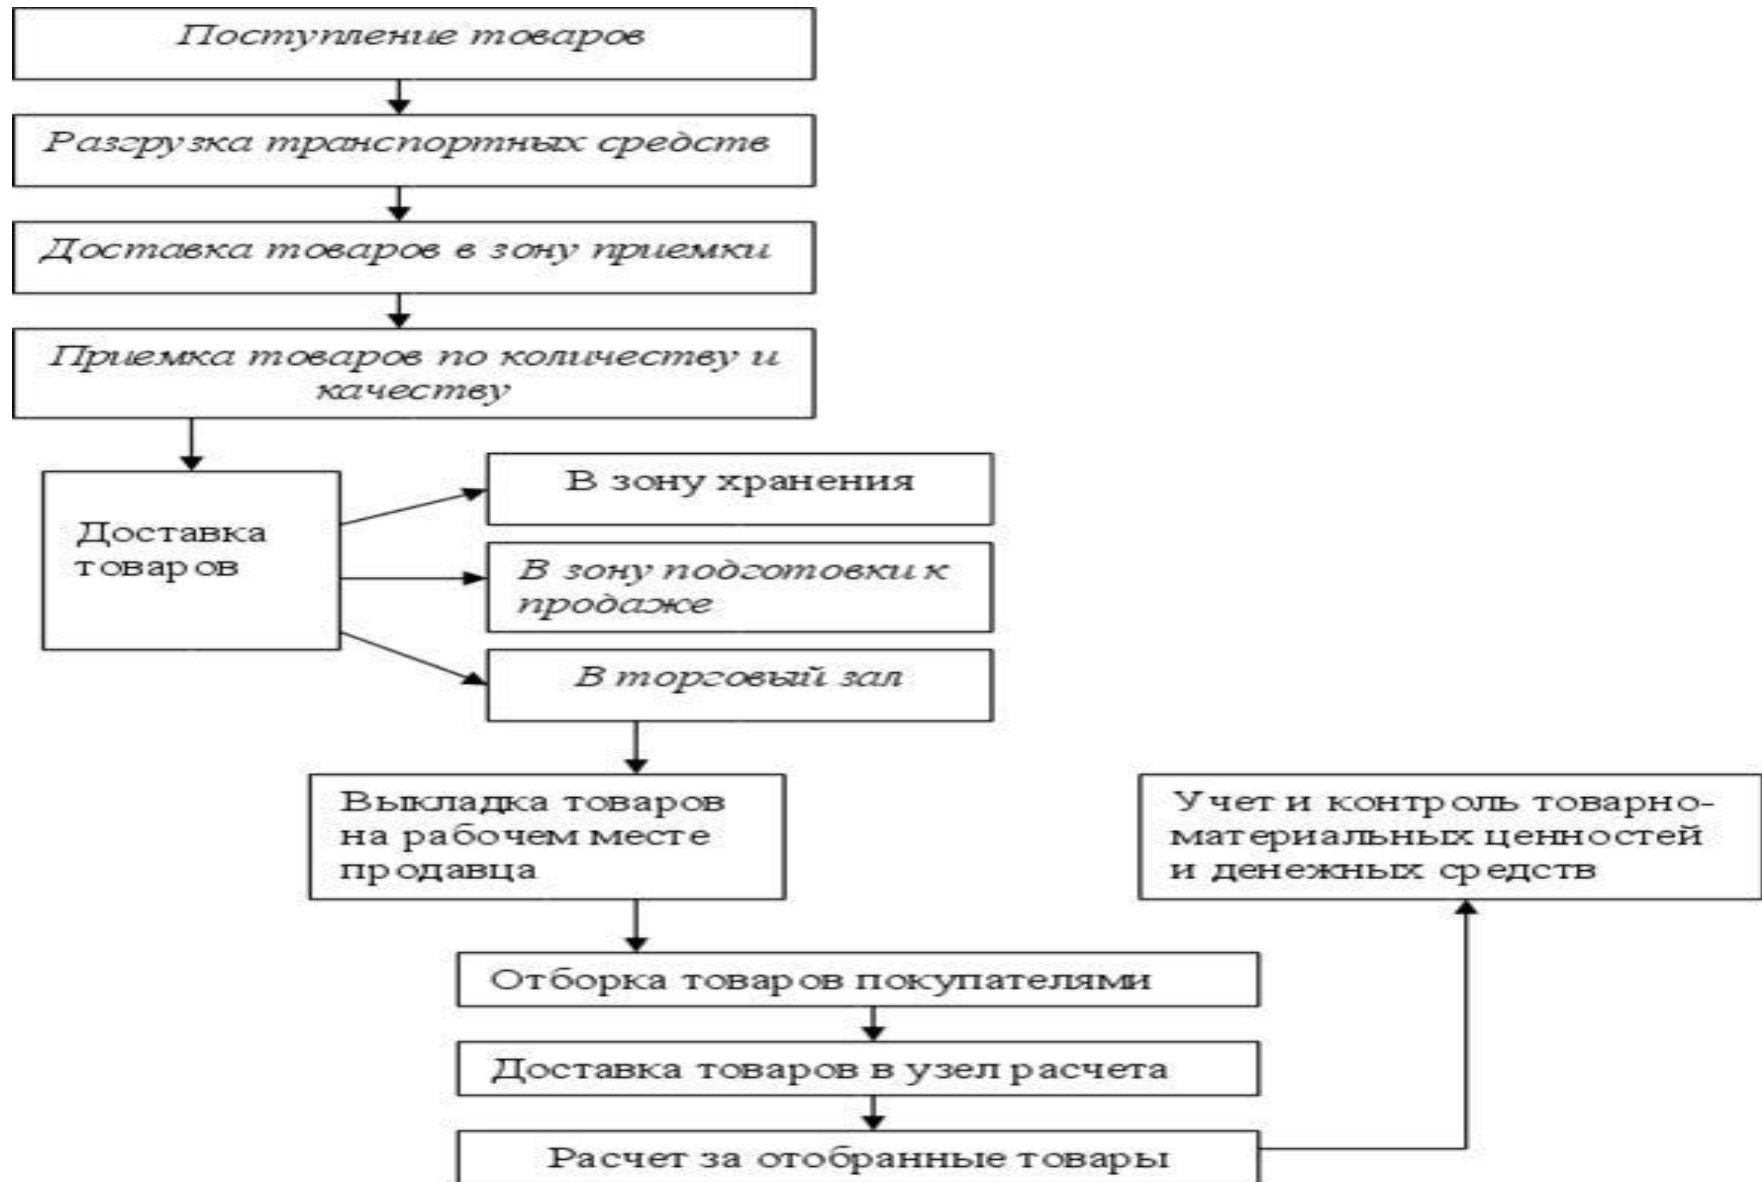 Поступление товаров
Разгрузка транспортных средств
Доставка товаров в зону приемки
Приемка товаров по количеству и
качеству
Доставка
товаров
В зону хранения
В зону подготовки к
продаже
В торговый зал
Выкладка товаров
на рабочем месте
продавца
Учет и контроль товарно-
материальных ценностей
и денежных средств
Отборка товаров покупателями
Доставка товаров в узел расчета
Расчет за отобранные товары